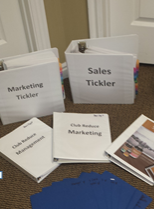 Marketing
Tickler
Sales
Tickler
Club Reduce
Management
Club Reduce
Marketing